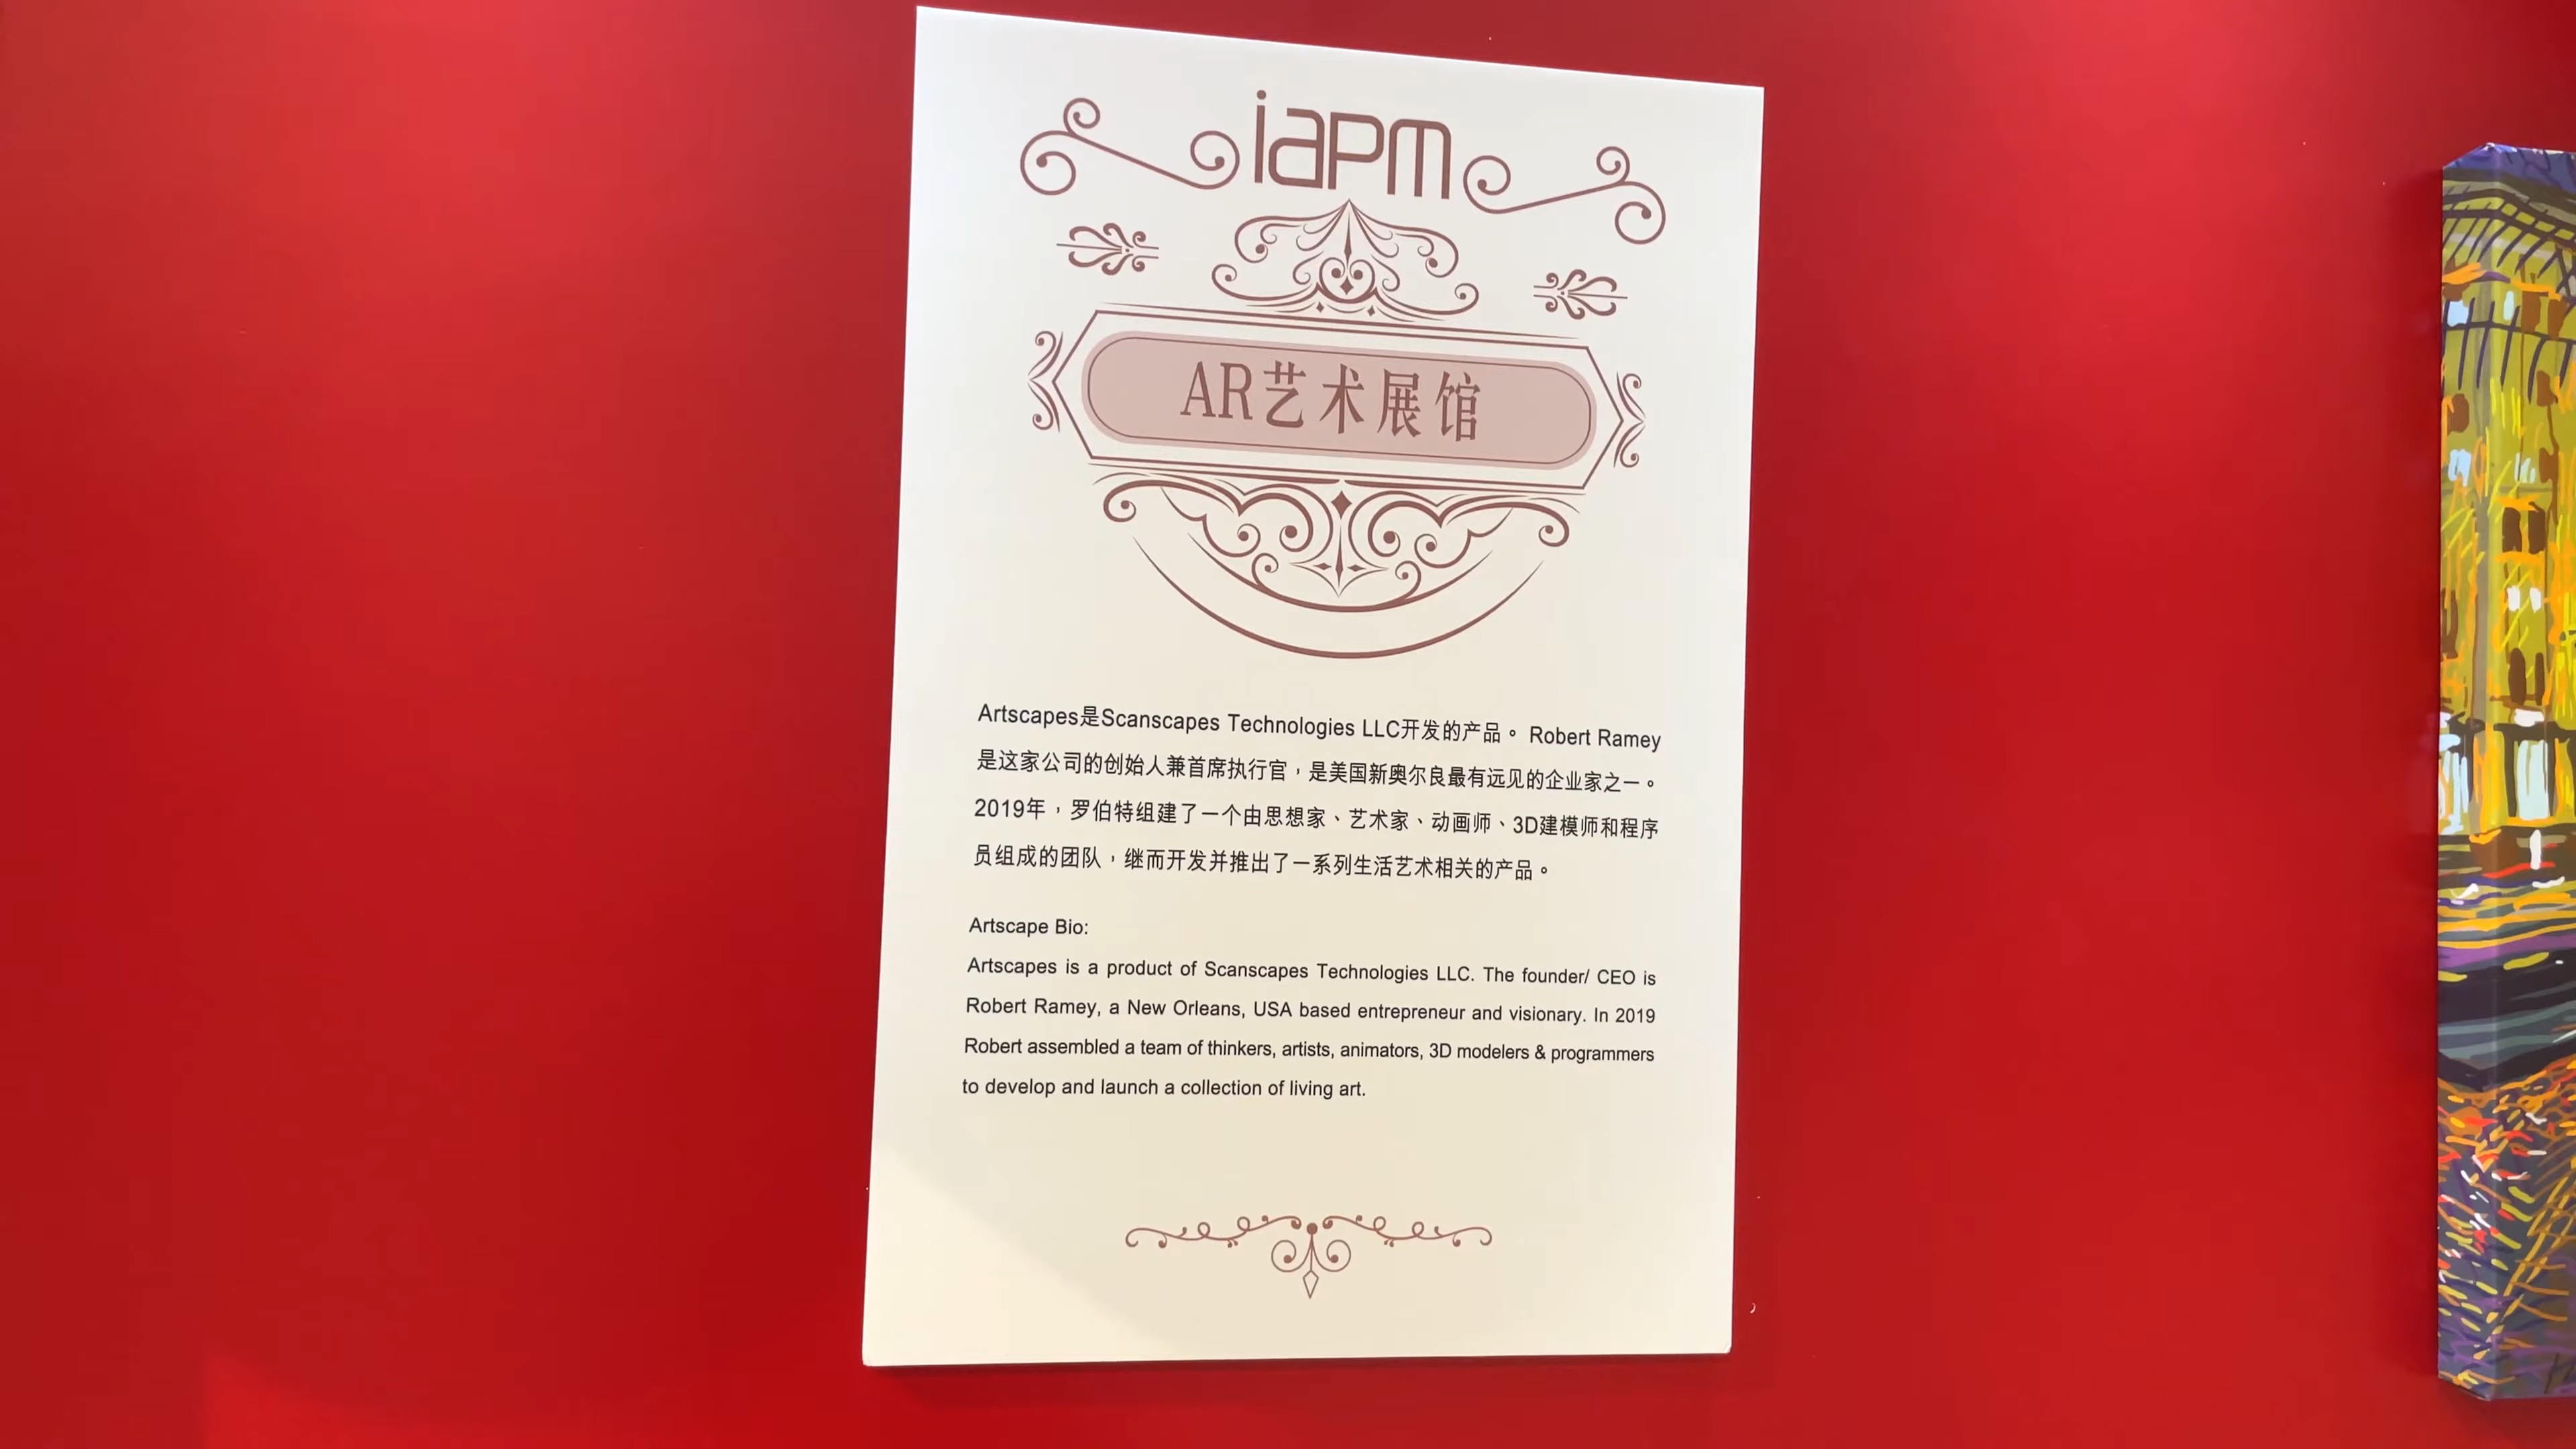 iapm
AR艺术展馆
Artscapes是Scanscapes Technologies LLC开发的产品。 Robert Ramey
是这家公司的创始人兼首席执行官，是美国新奥尔良最有远见的企业家之一。
2019年，罗伯特组建了一个由思想家、艺术家、动画师、3D建模师和程序
员组成的团队，继而开发并推出了一系列生活艺术相关的产品。
Artscape Bio:
Artscapes is a product of Scanscapes Technologies LLC. The founder/ CEO is
Robert Ramey, a New Orleans, USA based entrepreneur and visionary. In 2019
Robert assembled a team of thinkers, artists, animators, 3D modelers & programmers
to develop and launch a collection of living art.